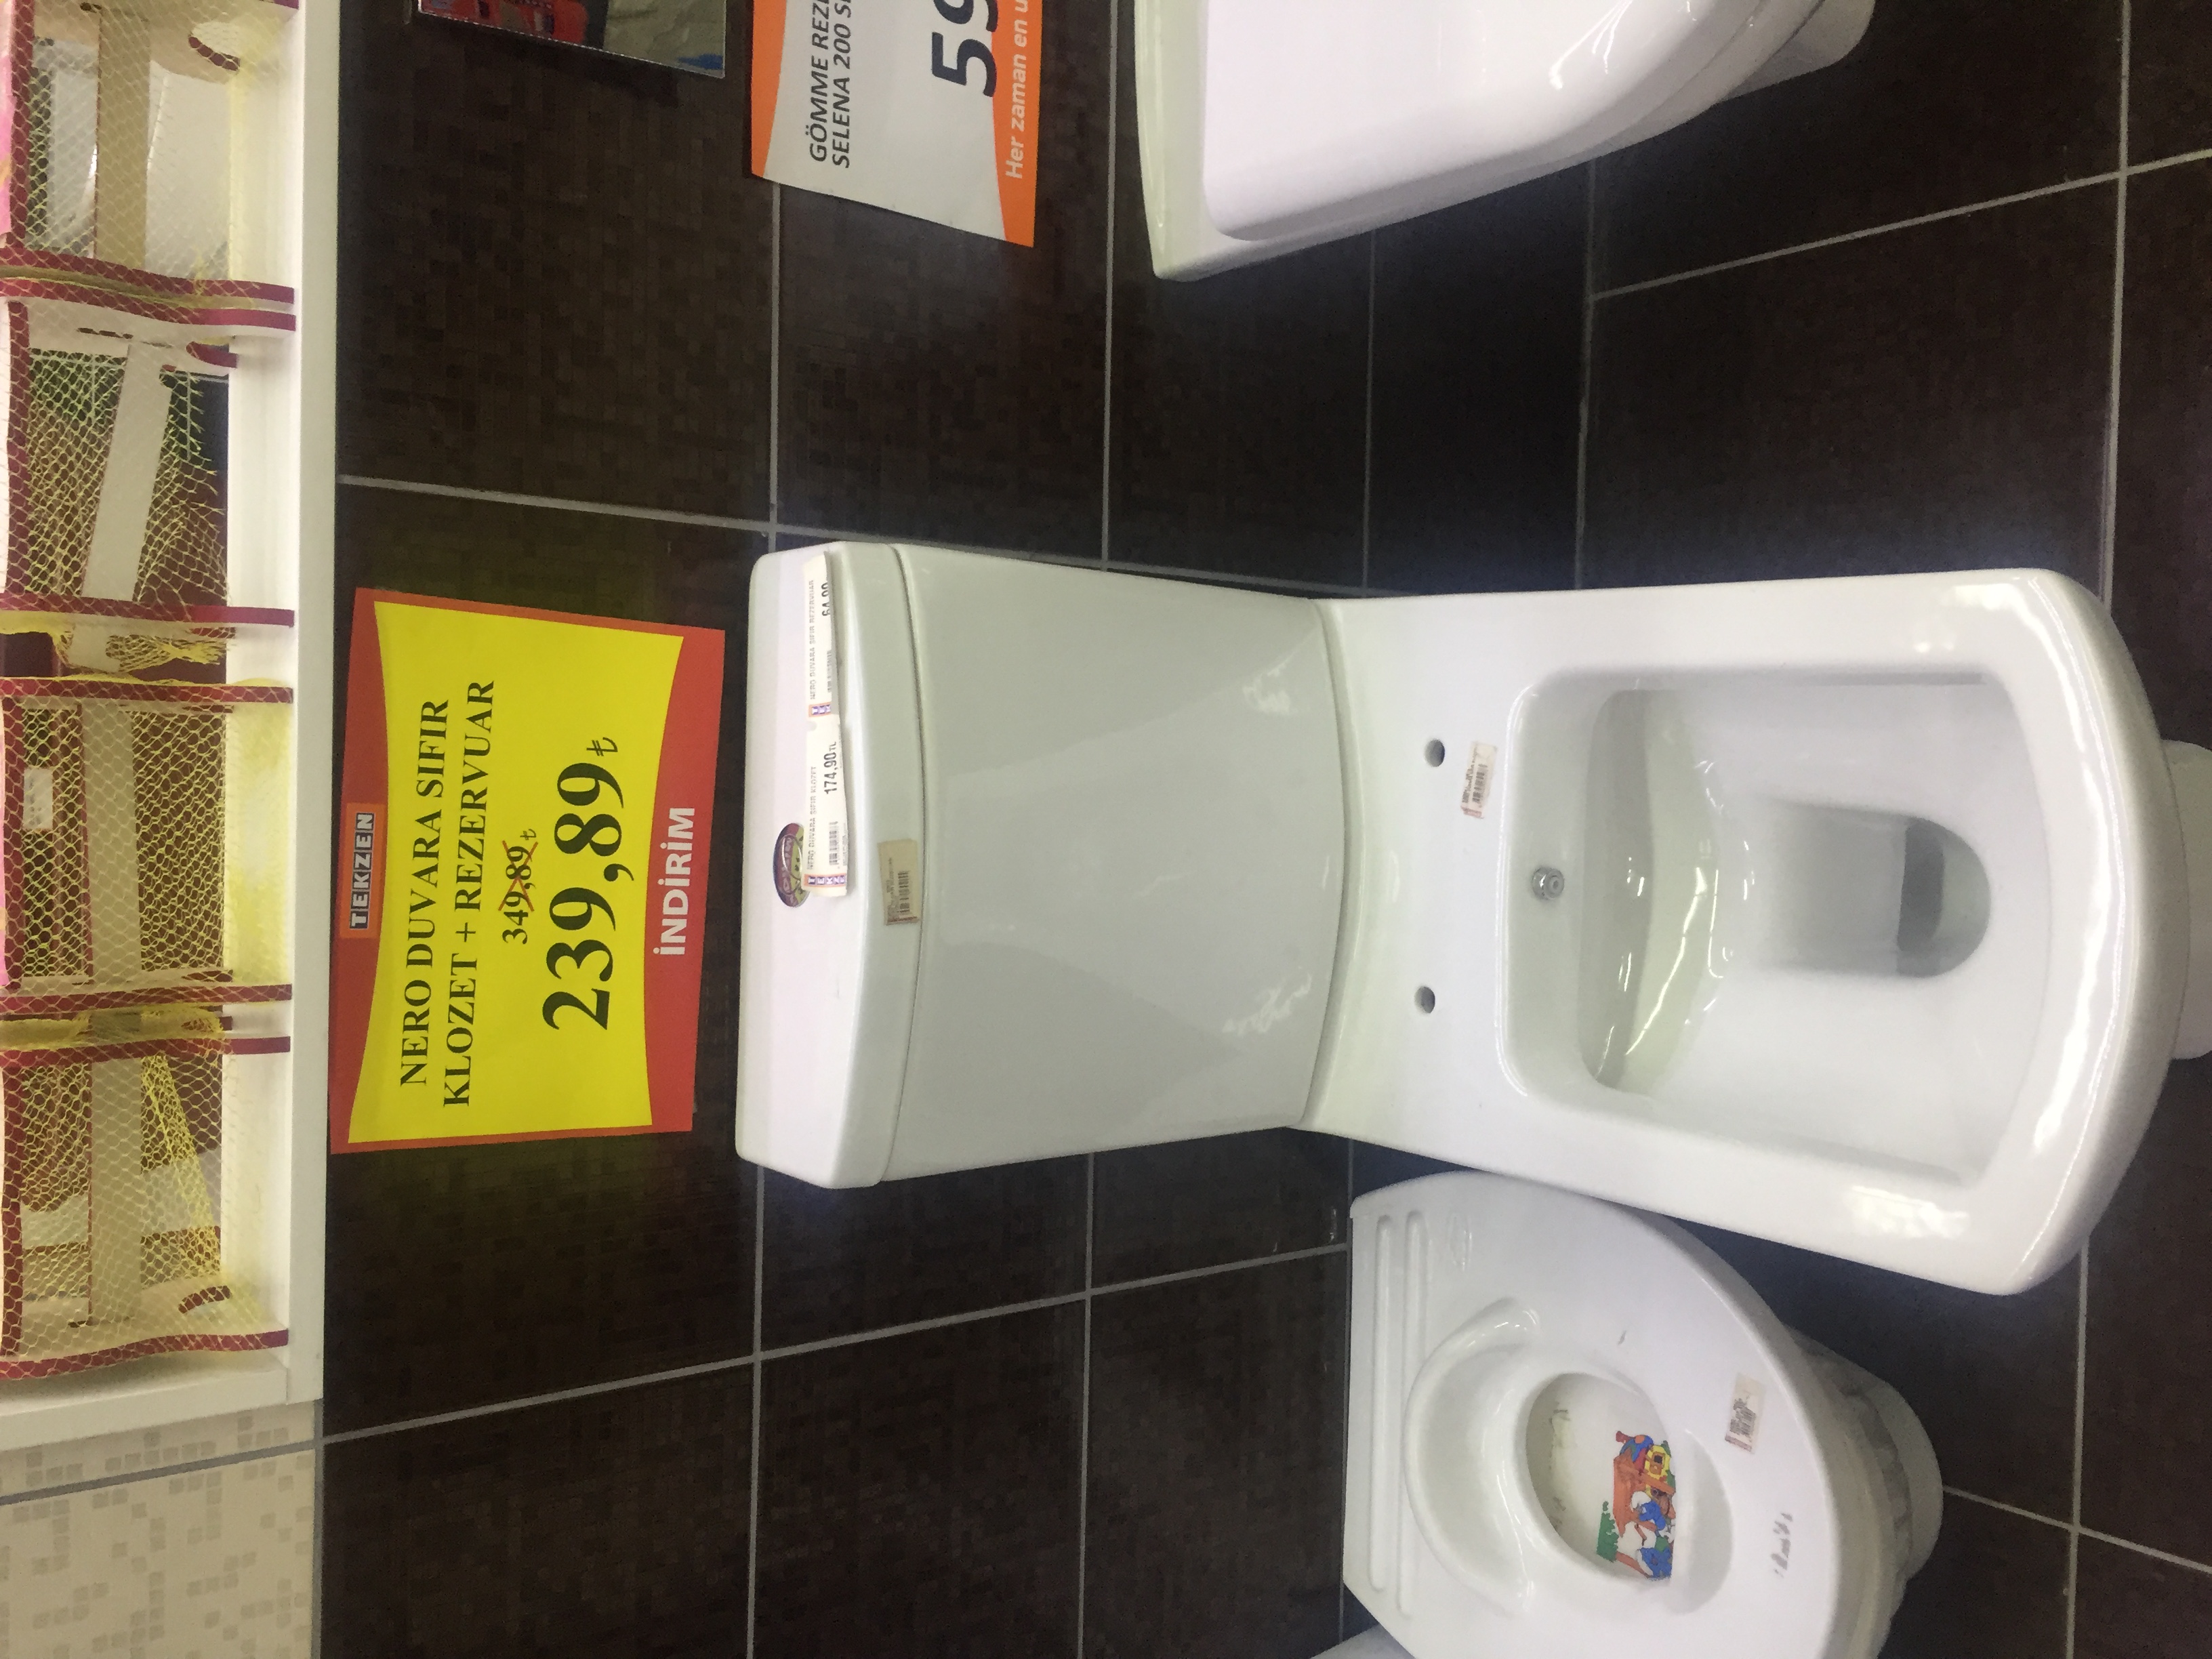 TEKZEN
NERO DUVARA SIFIR
KLOZET + REZERVUAR
349,89₺
239,89₺
İNDİRİM
NERO DUVARA SIFIR KLOZET
174,90TL
NERO DUVARA SIFIR REZERVUAR
64,90
GÖMME REZE
SELENA 200 S
59
Her zaman en u